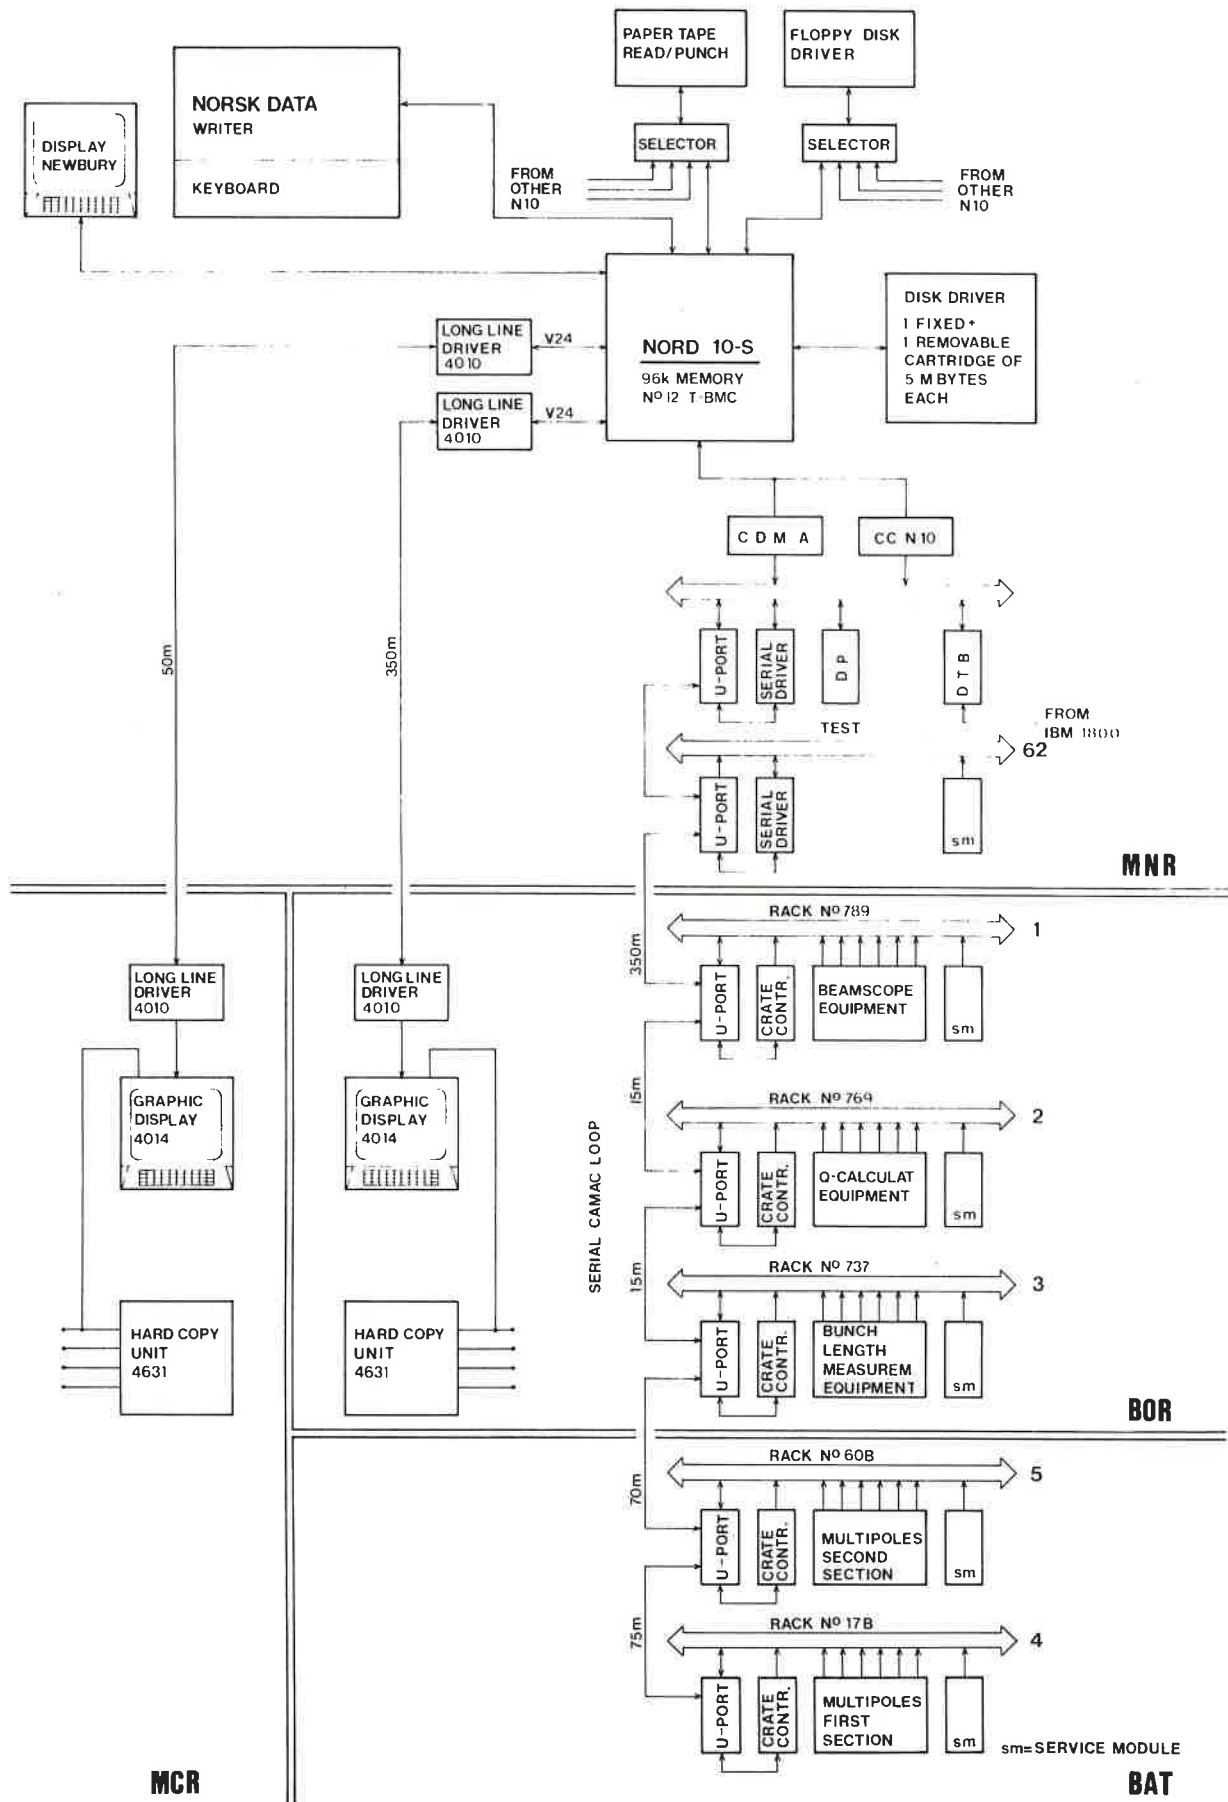 PAPER TAPE
READ/PUNCH
FLOPPY DISK
DRIVER
NORSK DATA
WRITER
KEYBOARD
DISPLAY
NEWBURY
SELECTOR
SELECTOR
FROM
OTHER
N10
FROM
OTHER
N10
NORD 10-S
96k MEMORY
Nº 12 T-BMC
DISK DRIVER
1 FIXED+
1 REMOVABLE
CARTRIDGE OF
5 M BYTES
EACH
LONG LINE
DRIVER
4010
V24
LONG LINE
DRIVER
4010
V24
C D M A
CC N10
50m
350m
U-PORT
SERIAL
DRIVER
D P
D T B
TEST
FROM
IBM 1800
62
U-PORT
SERIAL
DRIVER
sm
MNR
RACK Nº 789
1
350m
U-PORT
CRATE
CONTR.
BEAMSCOPE
EQUIPMENT
sm
LONG LINE
DRIVER
4010
LONG LINE
DRIVER
4010
GRAPHIC
DISPLAY
4014
GRAPHIC
DISPLAY
4014
15m
RACK Nº 769
2
U-PORT
CRATE
CONTR.
Q-CALCULAT
EQUIPMENT
sm
SERIAL CAMAC LOOP
15m
RACK Nº 737
3
U-PORT
CRATE
CONTR.
BUNCH
LENGTH
MEASUREM
EQUIPMENT
sm
HARD COPY
UNIT
4631
HARD COPY
UNIT
4631
BOR
70m
RACK Nº 60B
5
U-PORT
CRATE
CONTR.
MULTIPOLES
SECOND
SECTION
sm
75m
RACK Nº 17B
4
U-PORT
CRATE
CONTR.
MULTIPOLES
FIRST
SECTION
sm
sm=SERVICE MODULE
MCR
BAT